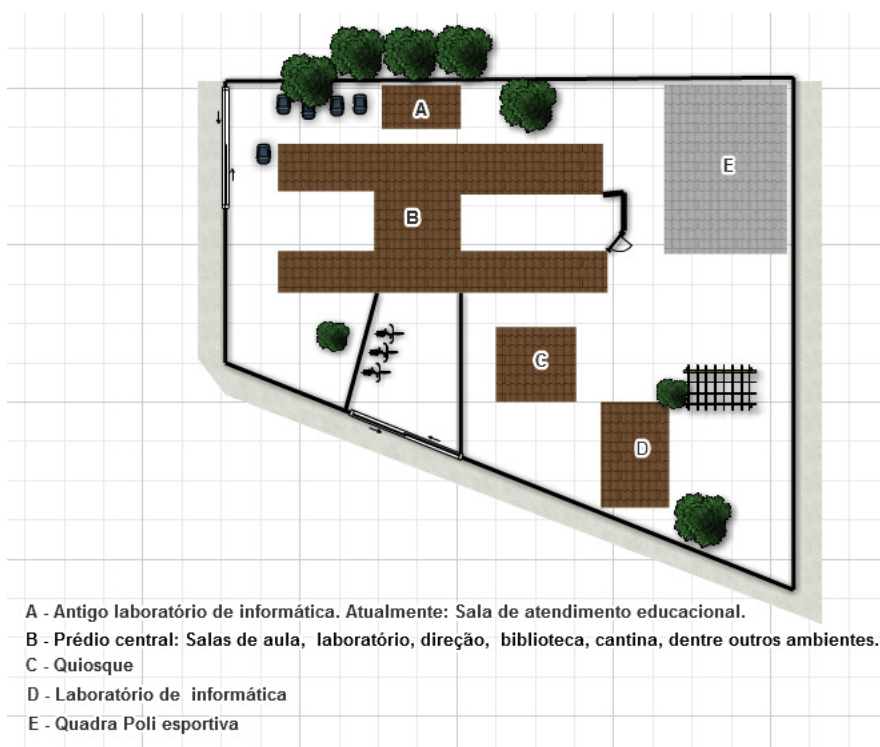 A
E
B
C
D
A - Antigo laboratório de informática. Atualmente: Sala de atendimento educacional.
B - Prédio central: Salas de aula, laboratório, direção, biblioteca, cantina, dentre outros ambientes.
C - Quiosque
D - Laboratório de informática
E - Quadra Poli esportiva